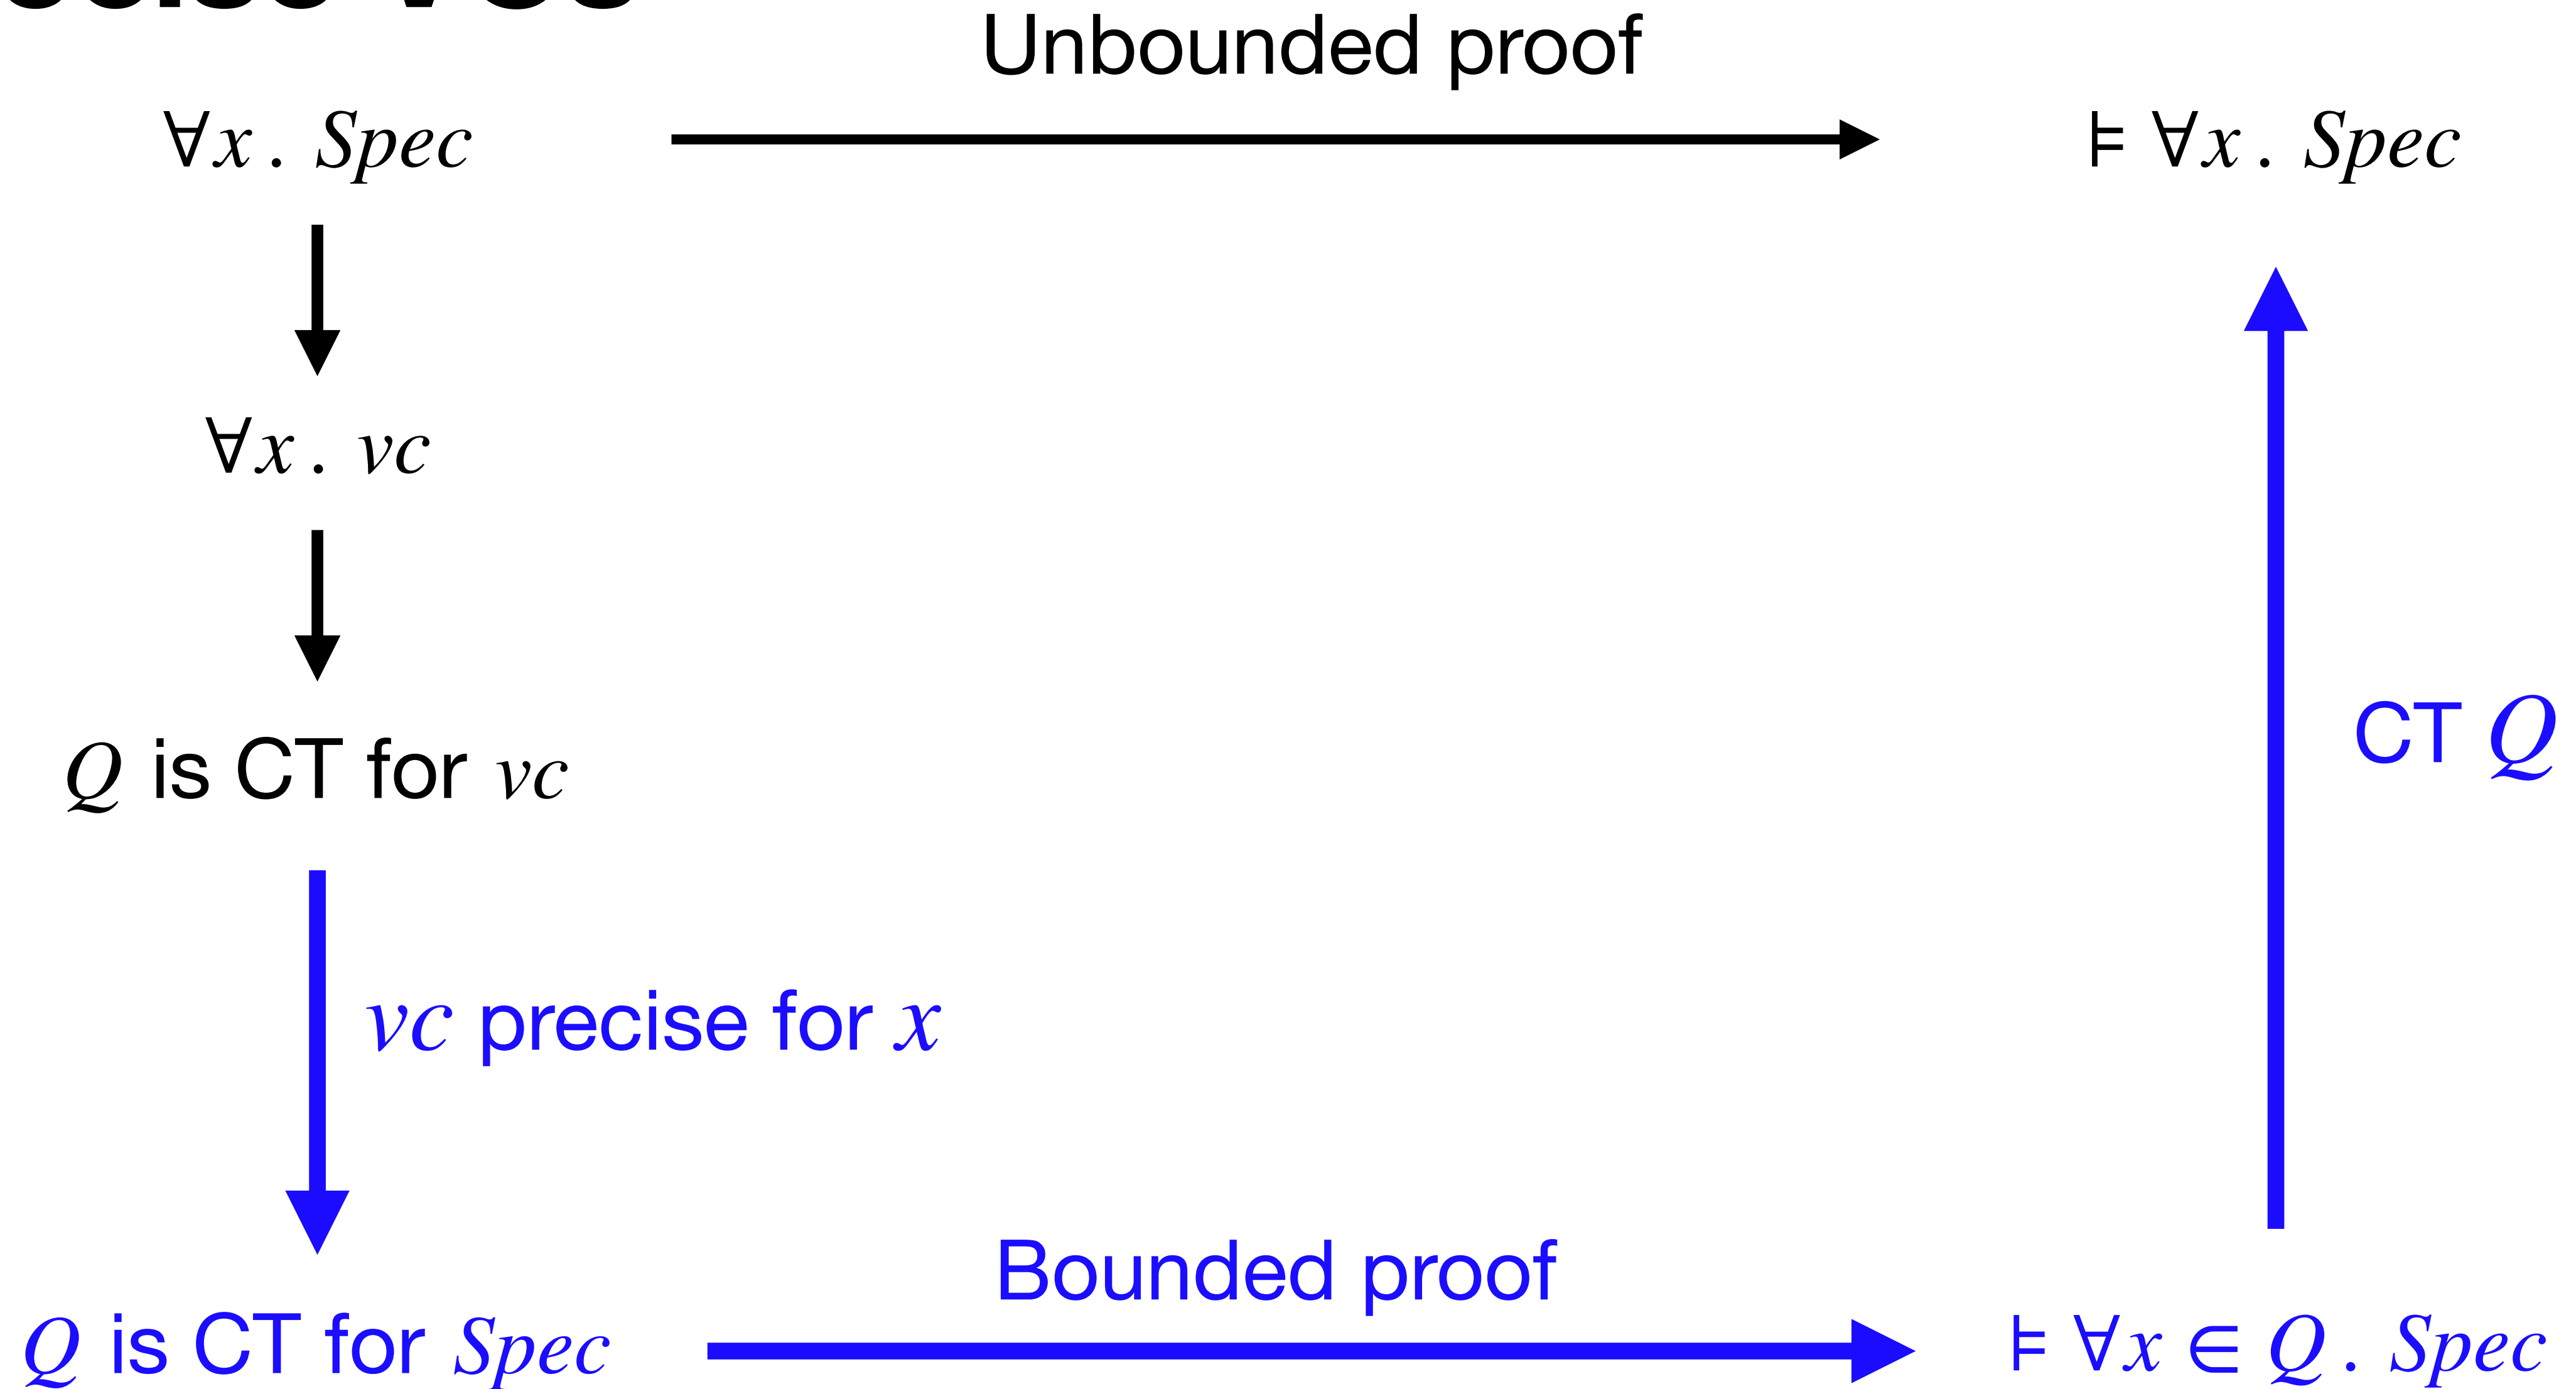 Unbounded proof
∀x . Spec
⊨ ∀x . Spec
∀x . vc
Q is CT for vc
CT Q
vc precise for x
Bounded proof
Q is CT for Spec
⊨ ∀x ∈ Q . Spec